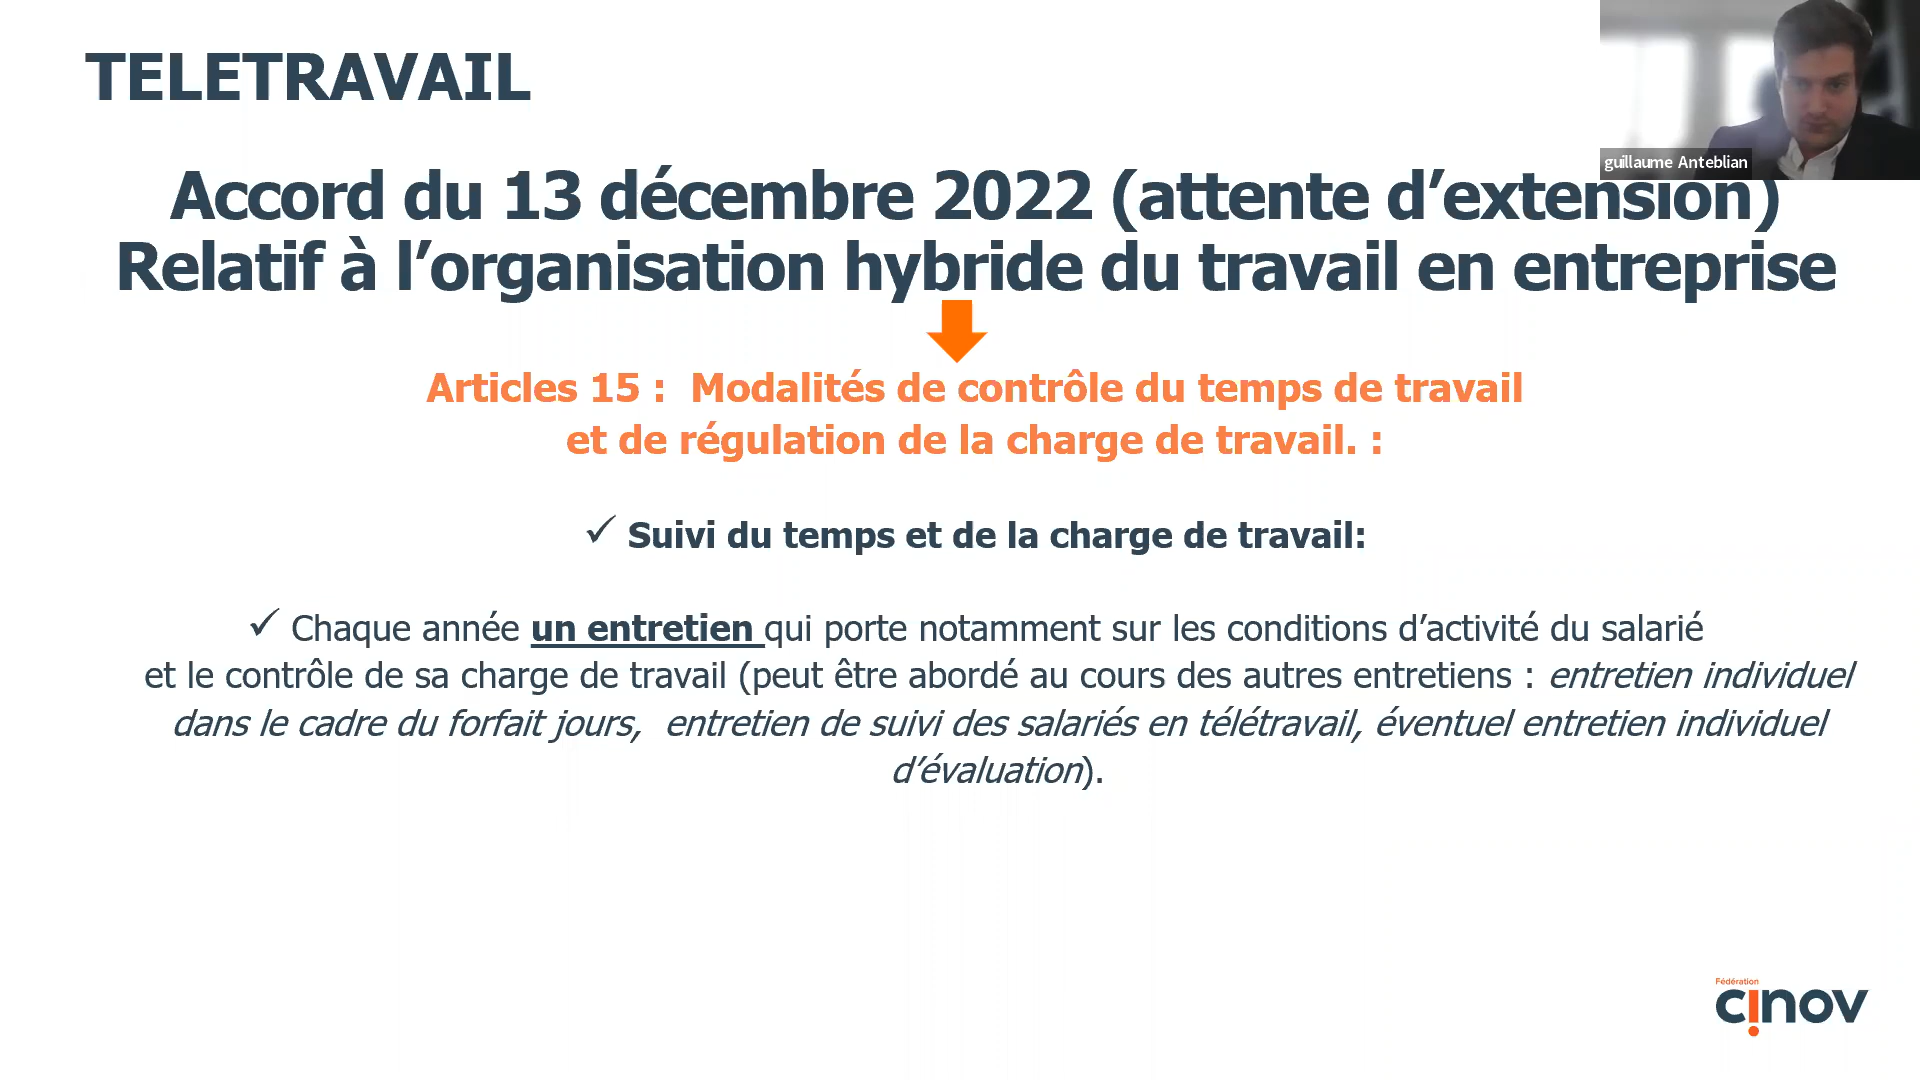 TELETRAVAIL
guillaume Anteblian
Accord du 13 décembre 2022 (attente d’extension)
Relatif à l’organisation hybride du travail en entreprise
Articles 15 :  Modalités de contrôle du temps de travail
et de régulation de la charge de travail. :
✓ Suivi du temps et de la charge de travail:
✓ Chaque année un entretien qui porte notamment sur les conditions d’activité du salarié
et le contrôle de sa charge de travail (peut être abordé au cours des autres entretiens : entretien individuel
dans le cadre du forfait jours,  entretien de suivi des salariés en télétravail, éventuel entretien individuel
d’évaluation).
Fédération
cinov